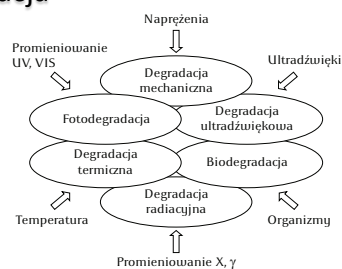 Naprężenia
Promieniowanie
UV, VIS
Ultradźwięki
Degradacja
mechaniczna
Fotodegradacja
Degradacja
ultradźwiękowa
Degradacja
termiczna
Biodegradacja
Degradacja
radiacyjna
Temperatura
Organizmy
Promieniowanie X, γ